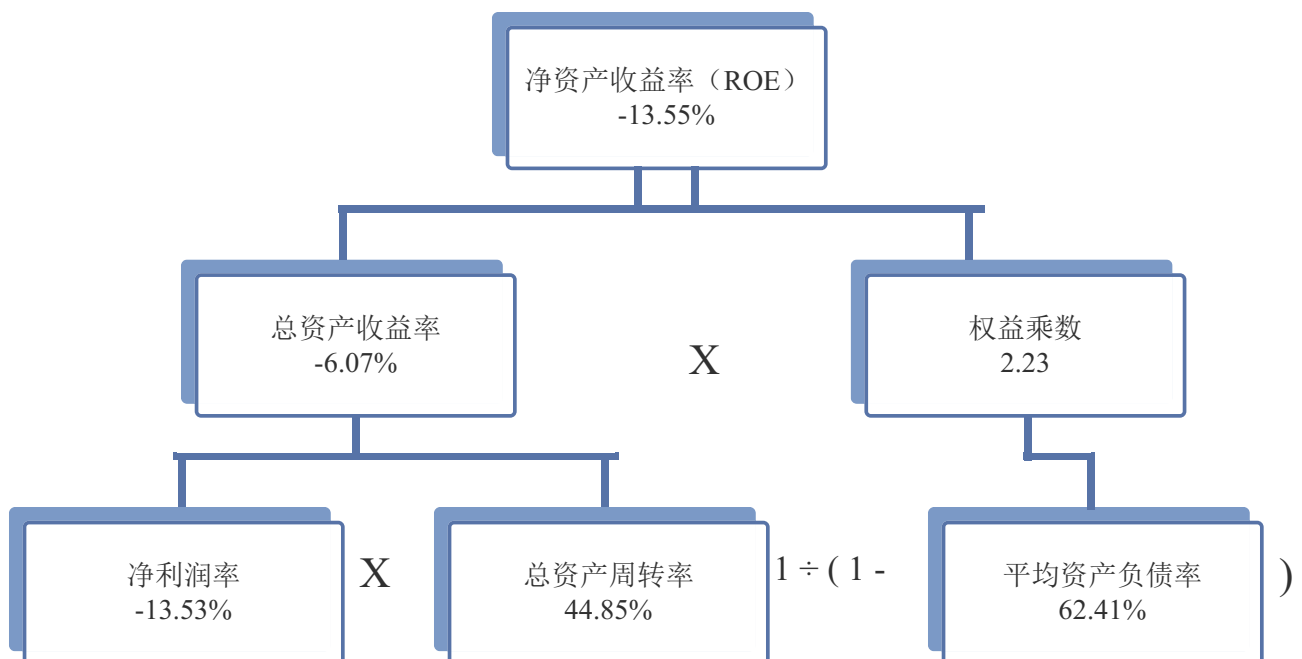 净资产收益率（ROE）
-13.55%
总资产收益率
-6.07%
X
权益乘数
2.23
净利润率
-13.53%
X
总资产周转率
44.85%
1 ÷ ( 1 -
平均资产负债率
62.41%
)